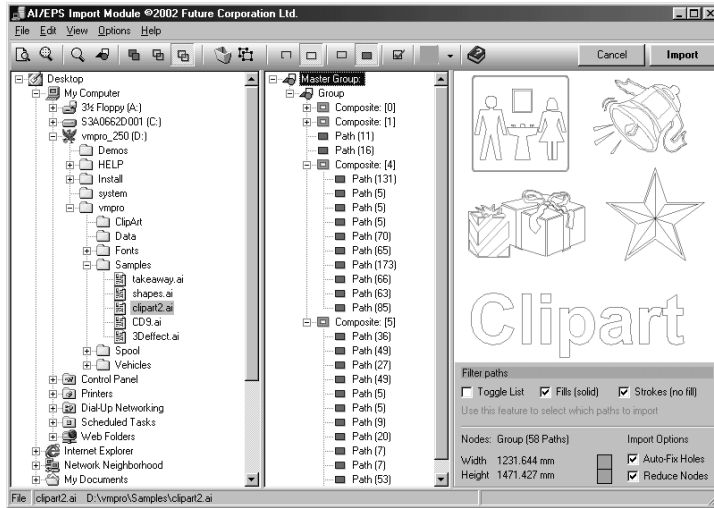 AI/EPS Import Module ©2002 Future Corporation Ltd.
File Edit View Options Help
Cancel Import
Desktop
My Computer
3½ Floppy (A:)
S3A0662D001 (C:)
vmpro_250 (D:)
Demos
HELP
Install
system
vmpro
ClipArt
Data
Fonts
Samples
takeaway.ai
shapes.ai
clipart2.ai
CD9.ai
3Deffect.ai
Spool
Vehicles
Control Panel
Printers
Dial-Up Networking
Scheduled Tasks
Web Folders
Internet Explorer
Network Neighborhood
My Documents
Master Group:
Group
Composite: [0]
Composite: [1]
Path (11)
Path (16)
Composite: [4]
Path (131)
Path (5)
Path (5)
Path (5)
Path (70)
Path (65)
Path (173)
Path (66)
Path (63)
Path (85)
Composite: [5]
Path (36)
Path (49)
Path (27)
Path (49)
Path (5)
Path (5)
Path (9)
Path (20)
Path (7)
Path (7)
Path (53)
Clipart
Filter paths
Toggle List Fills (solid) Strokes (no fill)
Use this feature to select which paths to import
Nodes: Group (58 Paths) Import Options
Width 1231.644 mm Auto-Fix Holes
Height 1471.427 mm Reduce Nodes
File clipart2.ai D:\vmpro\Samples\clipart2.ai